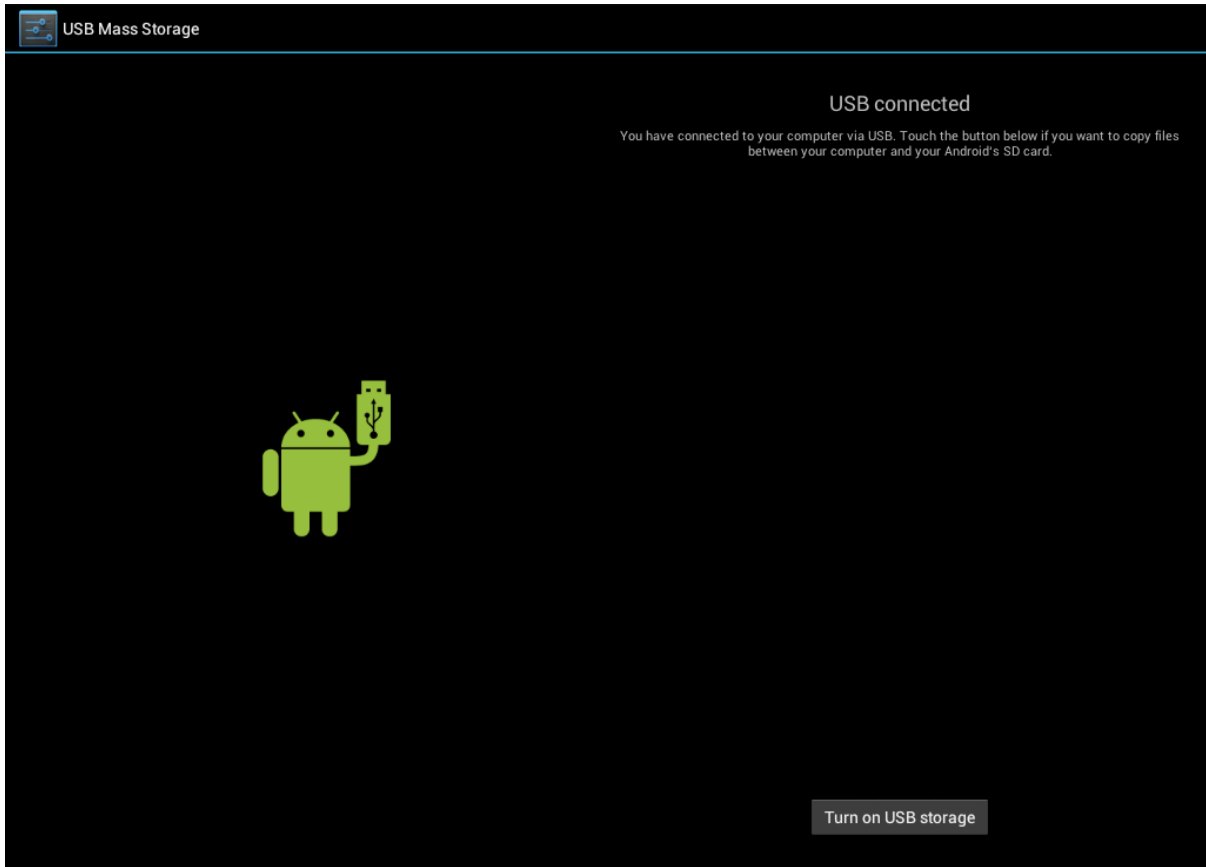 USB Mass Storage
USB connected
You have connected to your computer via USB. Touch the button below if you want to copy files
between your computer and your Android's SD card.
Turn on USB storage